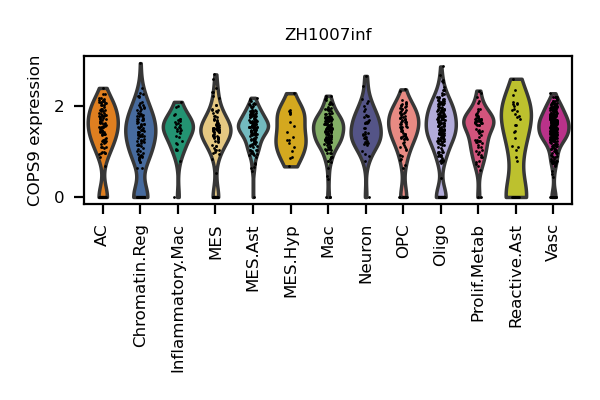 ZH1007inf
COPS9 expression
2
0
AC
Chromatin.Reg
Inflammatory.Mac
MES
MES.Ast
MES.Hyp
Mac
Neuron
OPC
Oligo
Prolif.Metab
Reactive.Ast
Vasc